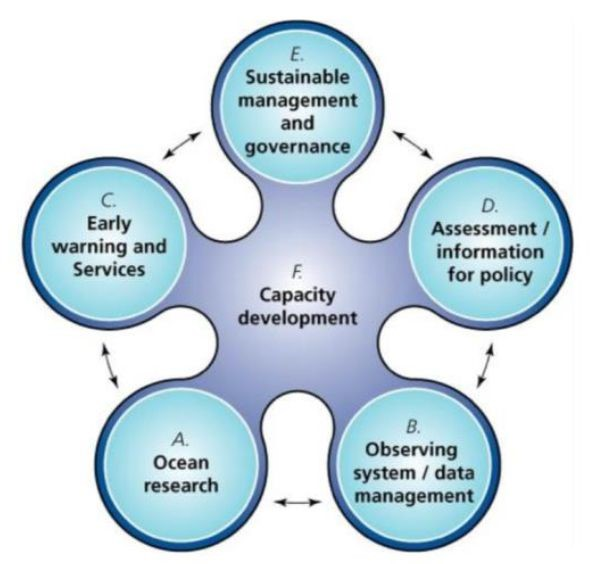 E.
Sustainable
management
and
governance
C.
Early
warning and
Services
D.
Assessment /
information
for policy
F.
Capacity
development
A.
Ocean
research
B.
Observing
system / data
management